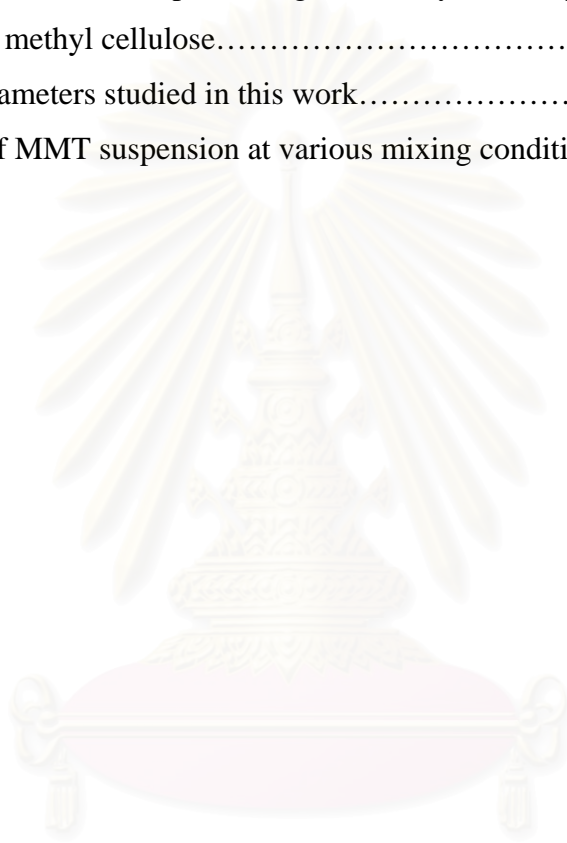 methyl cellulose……………………………
ameters studied in this work…………………
f MMT suspension at various mixing conditi